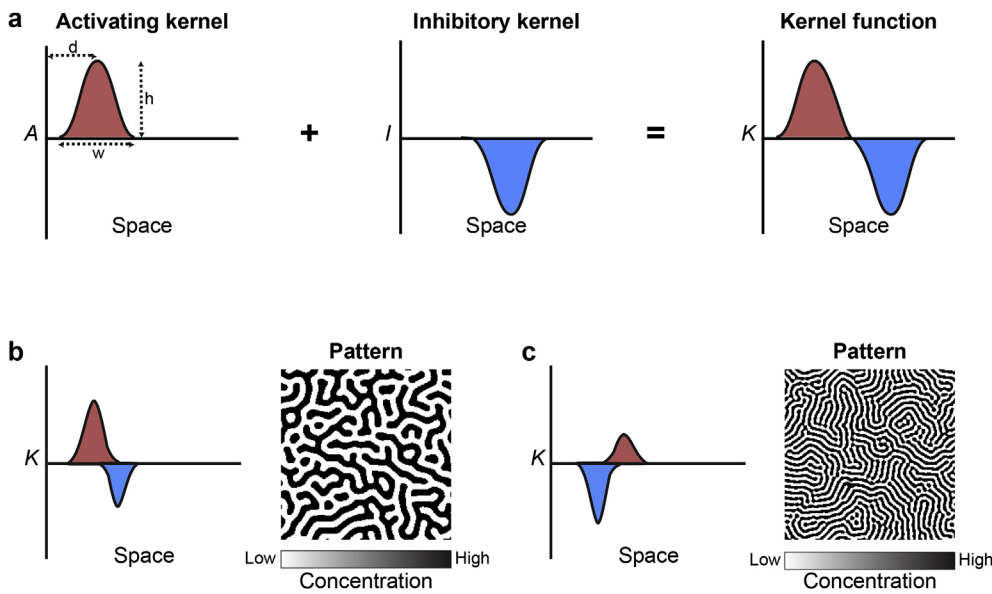 a
Activating kernel
Inhibitory kernel
Kernel function
d
h
A
w
Space
+
I
Space
=
K
Space
b
Pattern
K
Space
Low
High
Concentration
c
Pattern
K
Space
Low
High
Concentration